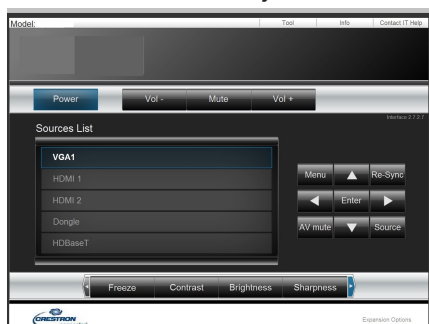 Model:
Tool Info Contact IT Help
Power Vol - Mute Vol +
Interface 2.7.2.7
Sources List
VGA1
HDMI 1
HDMI 2
Dongle
HDBaseT
Menu Re-Sync
Enter
AV mute Source
Freeze Contrast Brightness Sharpness
CRESTRON
Expansion Options